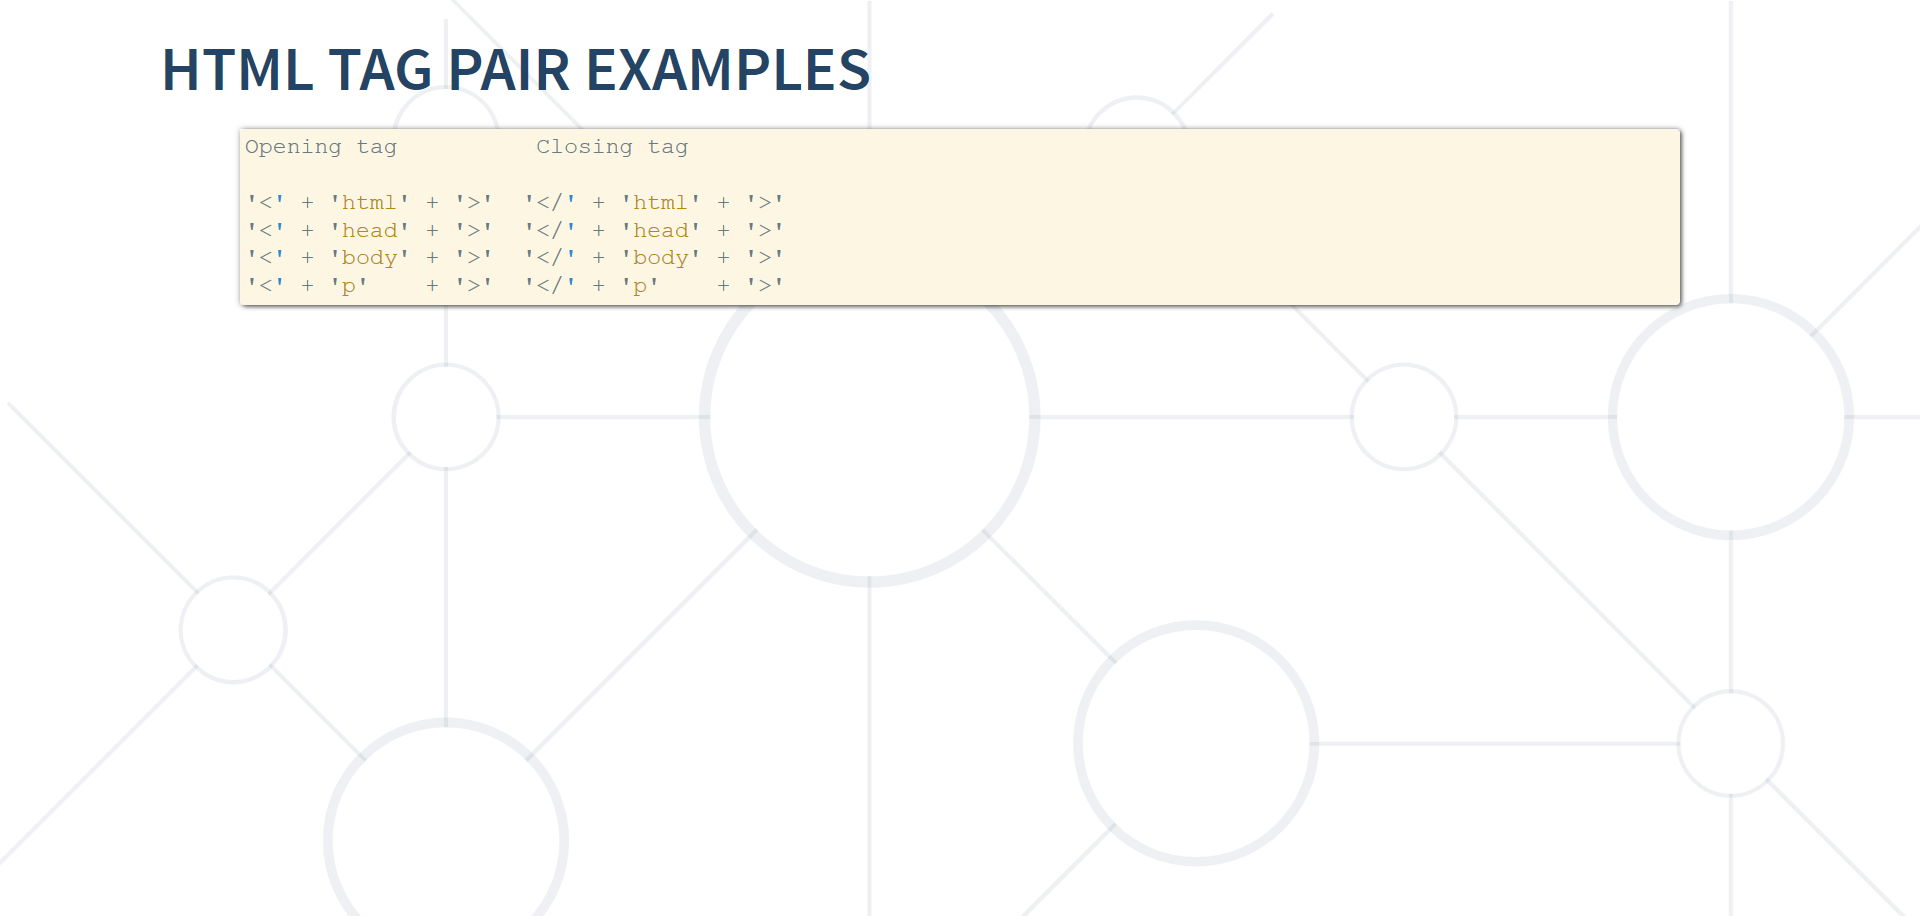 HTML TAG PAIR EXAMPLES
Opening tag          Closing tag
'<' + 'html' + '>'  '</' + 'html' + '>'
'<' + 'head' + '>'  '</' + 'head' + '>'
'<' + 'body' + '>'  '</' + 'body' + '>'
'<' + 'p'    + '>'  '</' + 'p'    + '>'